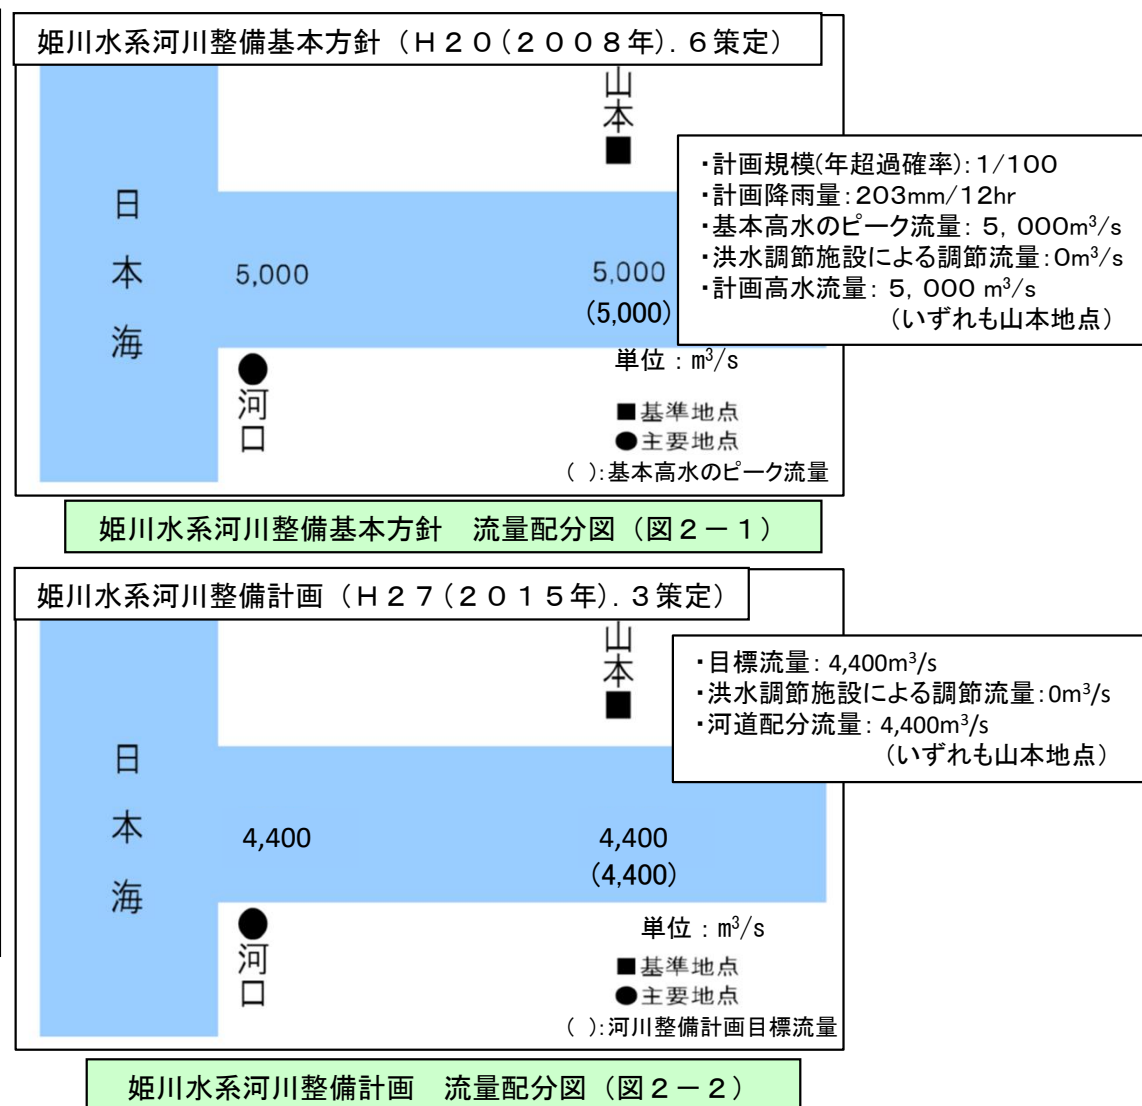 姫川水系河川整備基本方針（Ｈ２０(２００８年)．６策定）
山本
日本海
・計画規模(年超過確率)：1/100
・計画降雨量：203mm/12hr
・基本高水のピーク流量：５，０００m³/s
・洪水調節施設による調節流量：0m³/s
・計画高水流量：５，０００ m³/s
（いずれも山本地点）
5,000
5,000
(5,000)
単位：m³/s
河口
■基準地点
●主要地点
（ ）：基本高水のピーク流量
姫川水系河川整備基本方針　流量配分図（図２－１）
姫川水系河川整備計画（Ｈ２７(２０１５年)．３策定）
山本
日本海
・目標流量：4,400m³/s
・洪水調節施設による調節流量：0m³/s
・河道配分流量：4,400m³/s
（いずれも山本地点）
4,400
4,400
(4,400)
単位：m³/s
河口
■基準地点
●主要地点
（ ）：河川整備計画目標流量
姫川水系河川整備計画　流量配分図（図２－２）